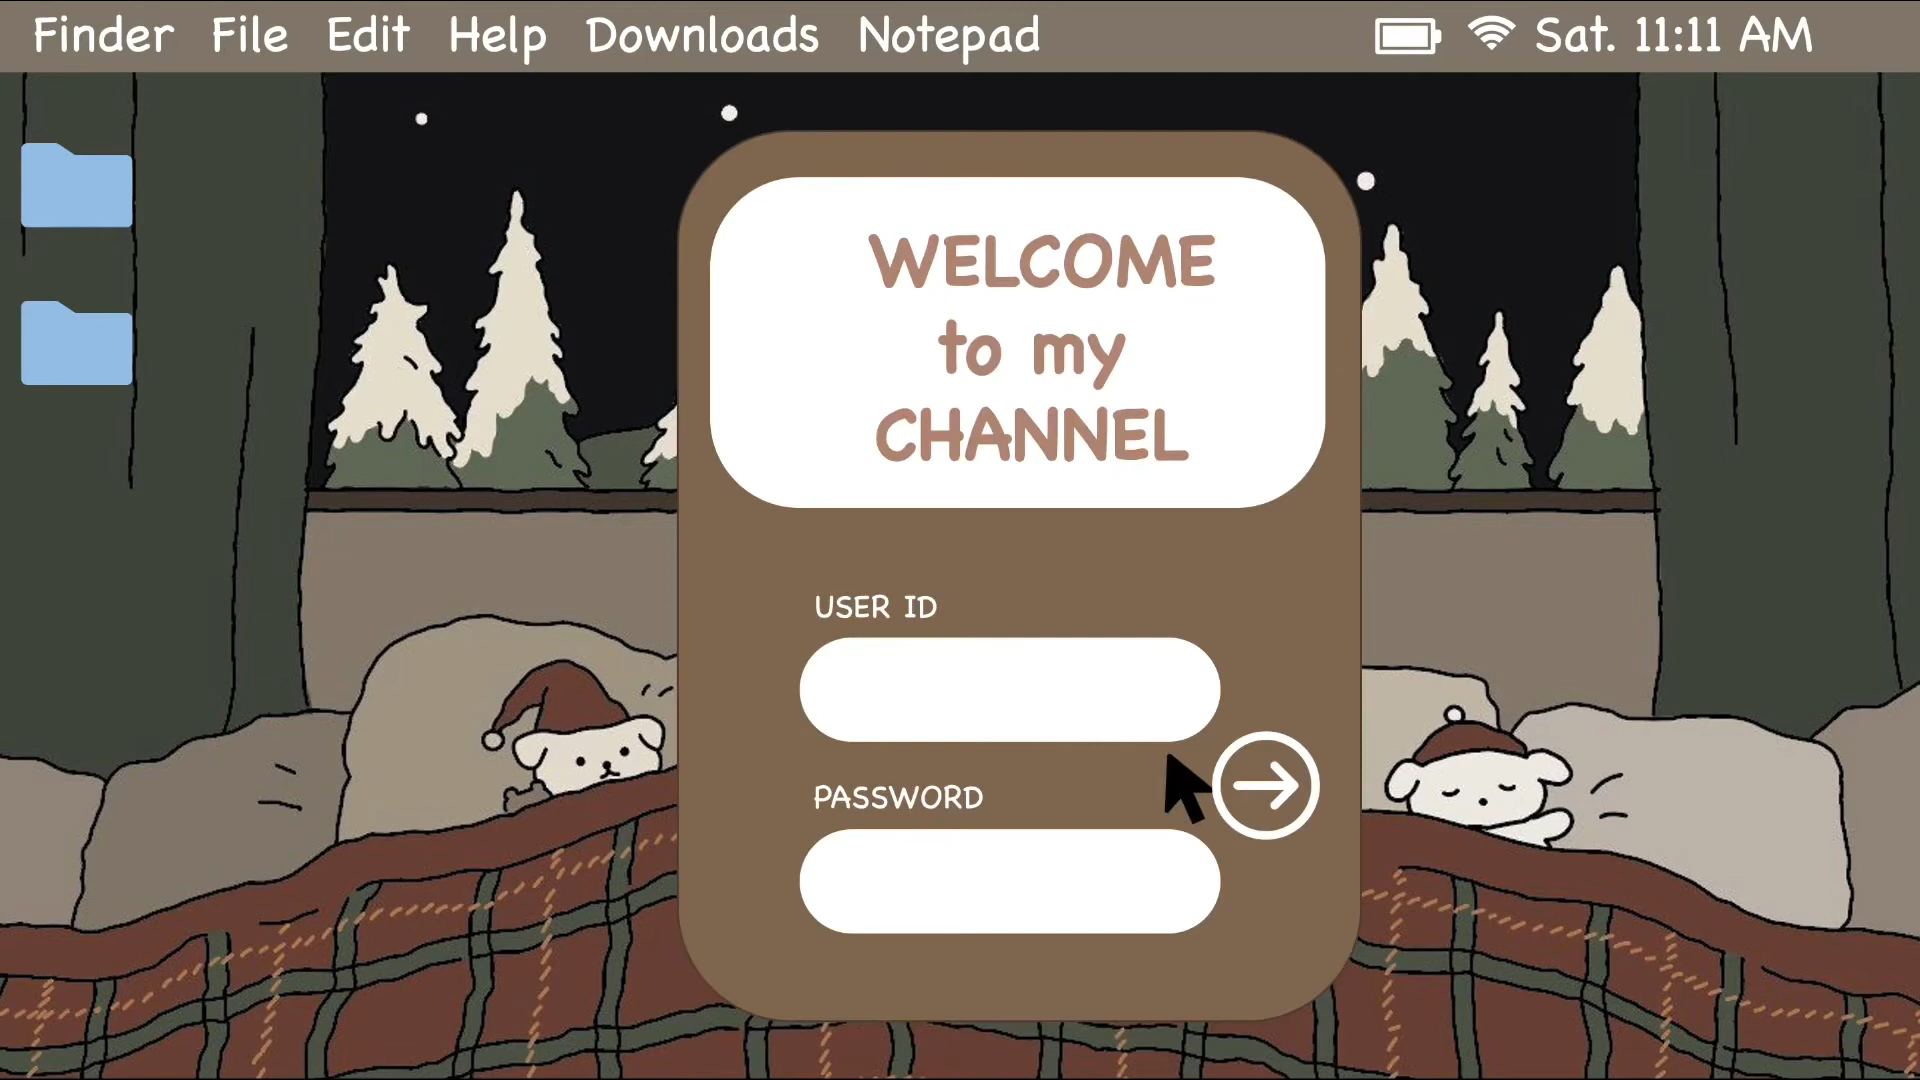 Finder File Edit Help Downloads Notepad Sat. 11:11 AM
WELCOME
to my
CHANNEL
USER ID
PASSWORD